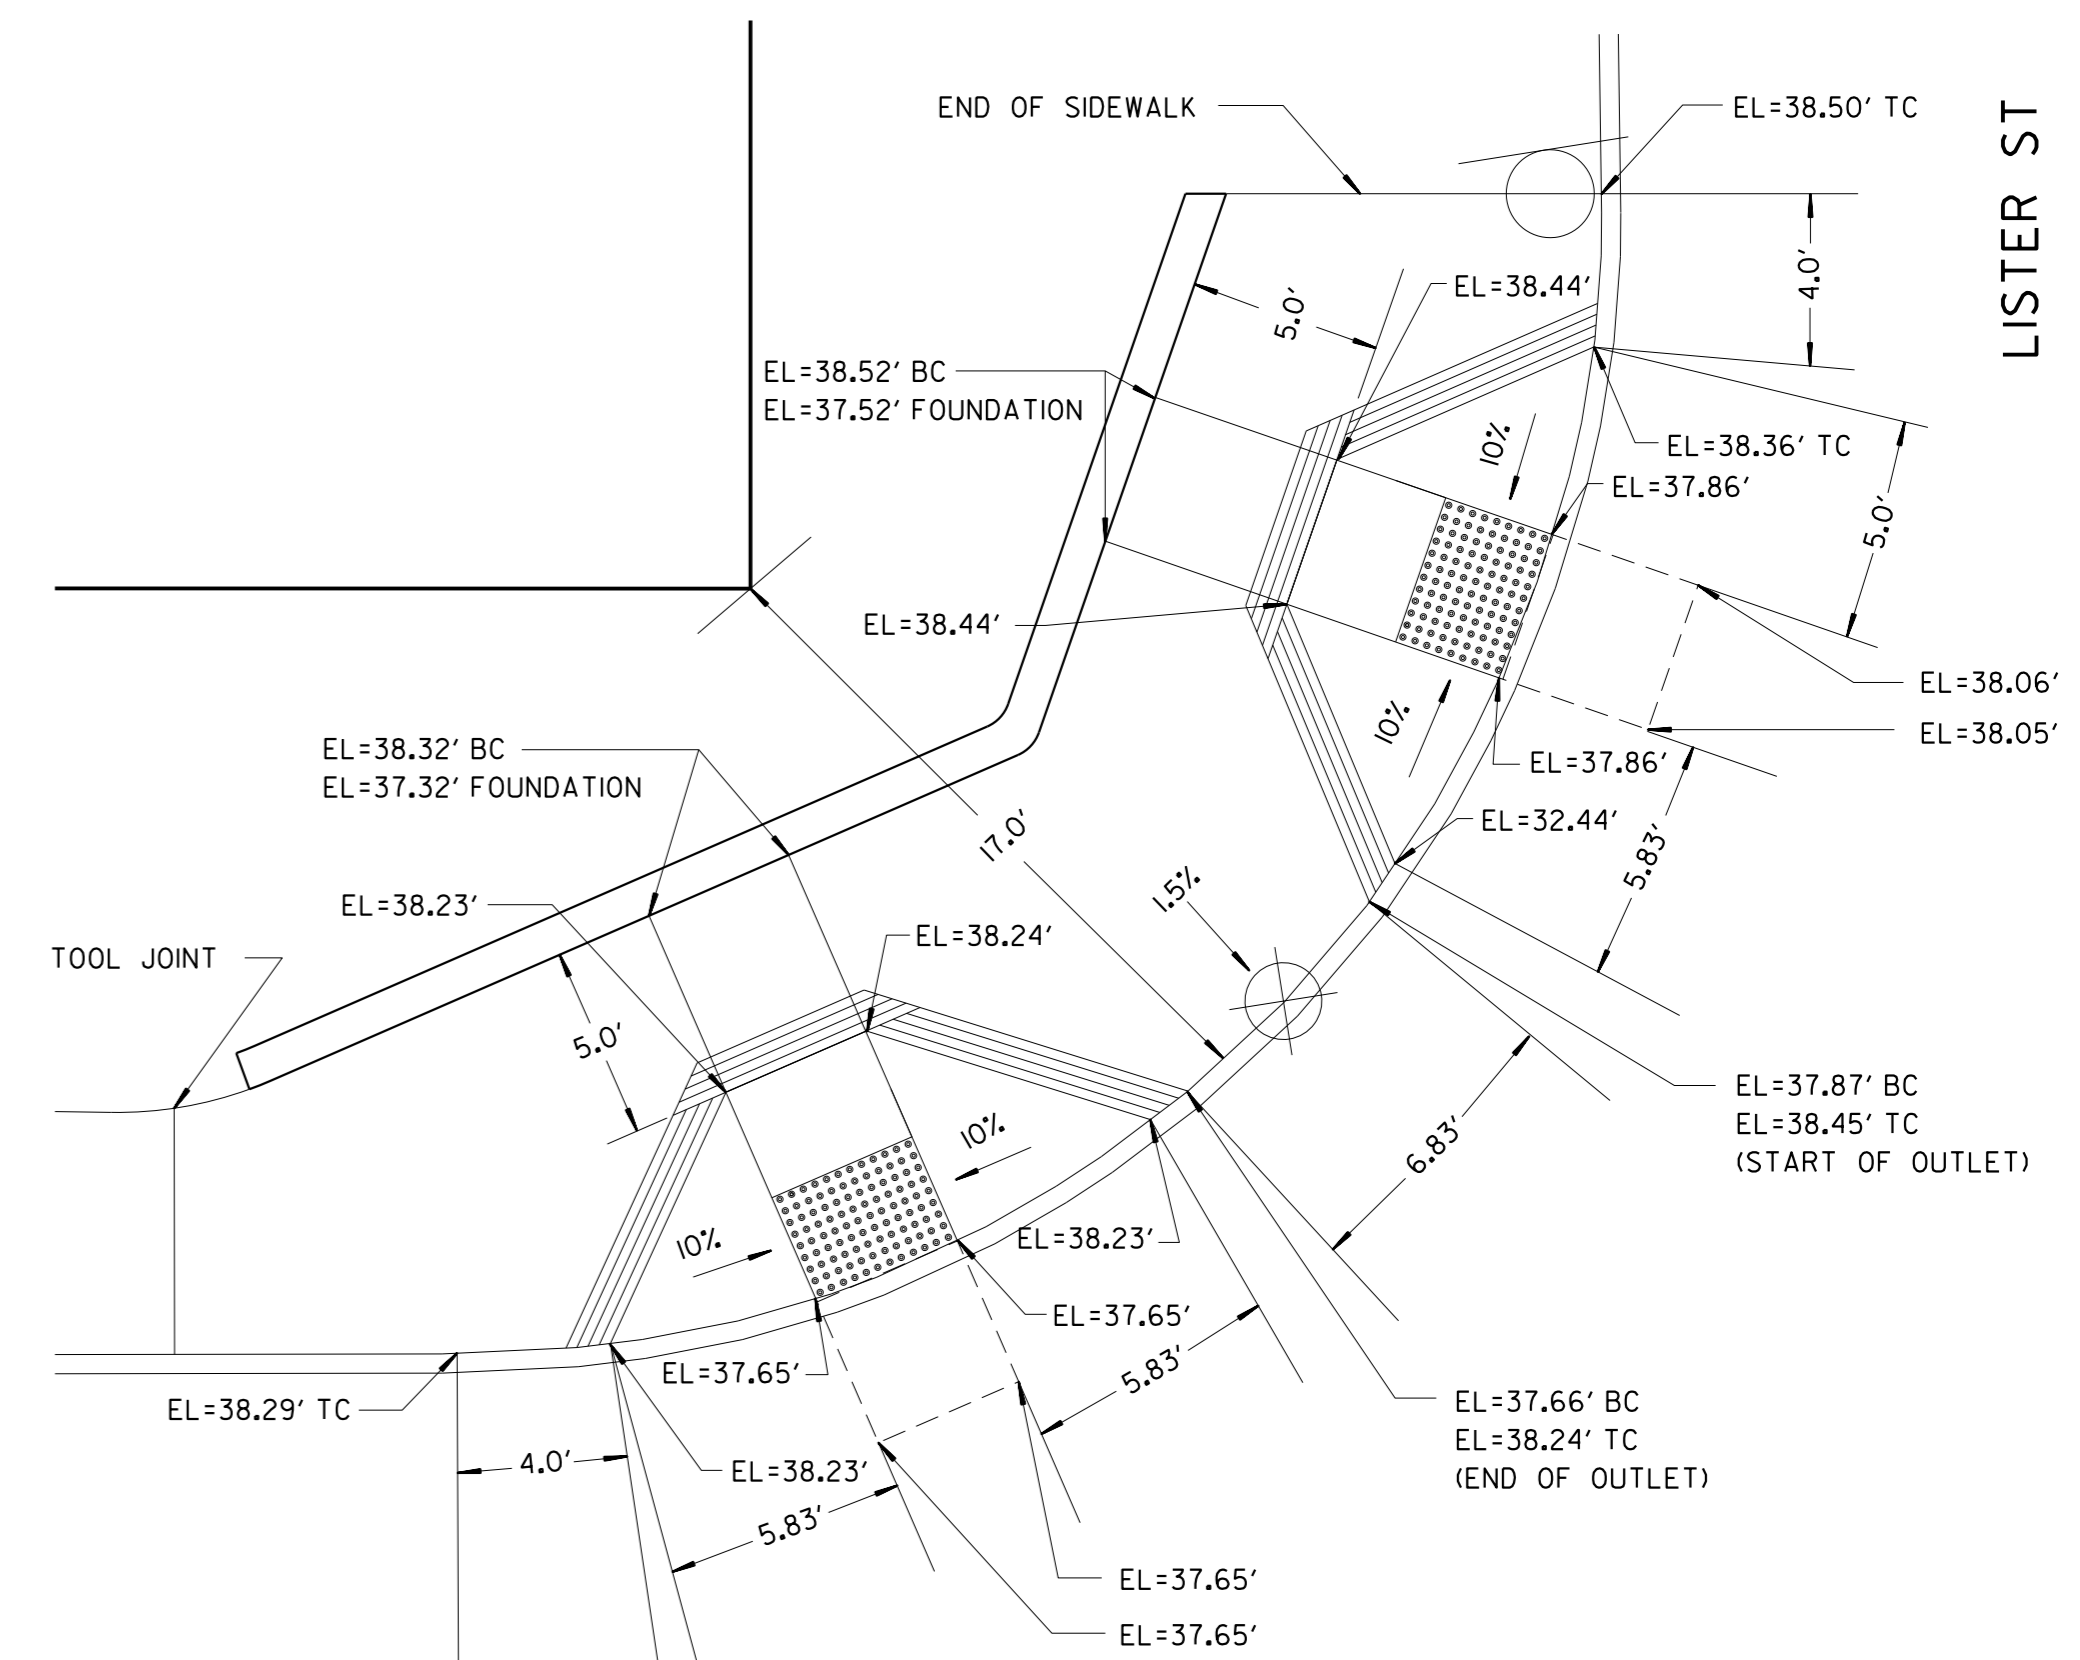 END OF SIDEWALK
EL=38.50' TC
LISTER ST
4.0'
5.0'
EL=38.44'
EL=38.52' BC
EL=37.52' FOUNDATION
10%
EL=38.36' TC
EL=37.86'
5.0'
EL=38.44'
EL=38.06'
EL=38.05'
10%
EL=37.86'
EL=32.44'
5.83'
EL=38.32' BC
EL=37.32' FOUNDATION
17.0'
1.5%
EL=38.23'
EL=38.24'
TOOL JOINT
5.0'
EL=37.87' BC
EL=38.45' TC
(START OF OUTLET)
6.83'
10%
10%
EL=38.23'
EL=37.65'
EL=37.65'
5.83'
EL=38.29' TC
EL=37.66' BC
EL=38.24' TC
(END OF OUTLET)
4.0'
EL=38.23'
5.83'
EL=37.65'
EL=37.65'